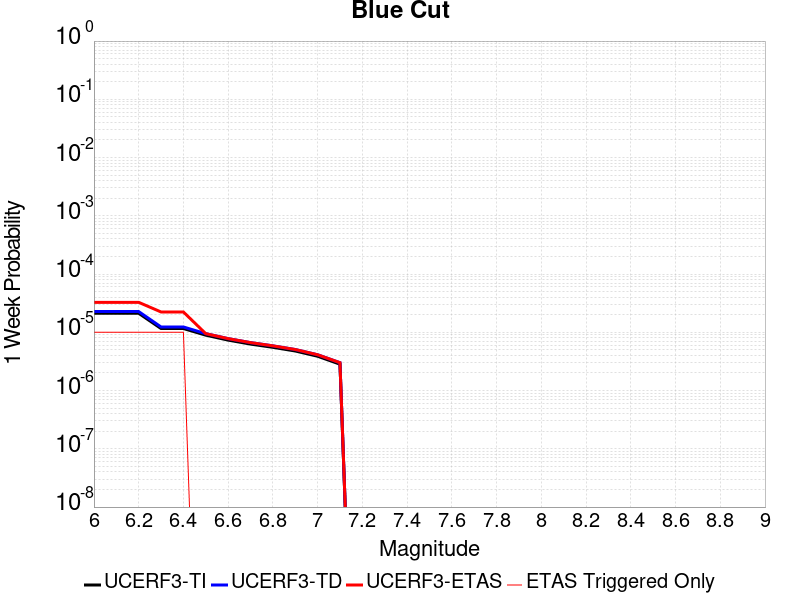 Blue Cut
10^0
10^-1
10^-2
10^-3
10^-4
10^-5
10^-6
10^-7
10^-8
1 Week Probability
6 6.2 6.4 6.6 6.8 7 7.2 7.4 7.6 7.8 8 8.2 8.4 8.6 8.8 9
Magnitude
UCERF3-TI UCERF3-TD UCERF3-ETAS ETAS Triggered Only